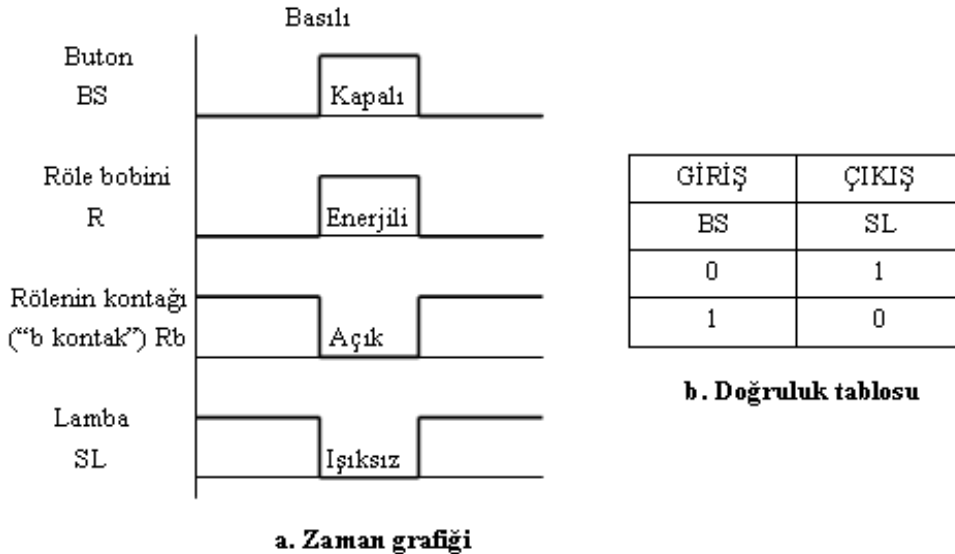 Basılı
Buton
BS
Kapalı
Röle bobini
R
Enerjili
Rölenin kontağı
(“b kontak”) Rb
Açık
Lamba
SL
Işıksız
a. Zaman grafiği
GİRİŞ ÇIKIŞ
BS SL
0 1
1 0
b. Doğruluk tablosu